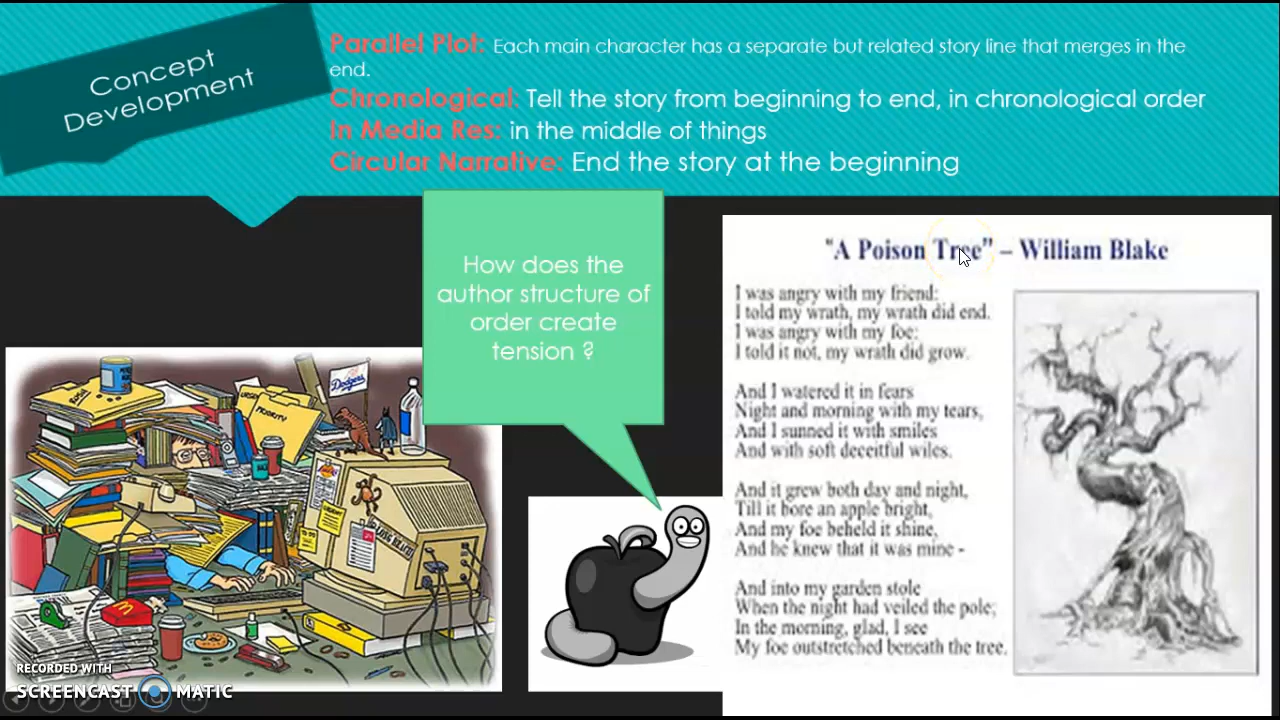 Concept
Development
Parallel Plot: Each main character has a separate but related story line that merges in the
end.
Chronological: Tell the story from beginning to end, in chronological order
In Media Res: in the middle of things
Circular Narrative: End the story at the beginning
How does the
author structure of
order create
tension ?
"A Poison Tree" – William Blake
I was angry with my friend:
I told my wrath, my wrath did end.
I was angry with my foe:
I told it not, my wrath did grow.
And I watered it in fears
Night and morning with my tears,
And I sunned it with smiles
And with soft deceitful wiles.
And it grew both day and night,
Till it bore an apple bright,
And my foe beheld it shine,
And he knew that it was mine -
And into my garden stole
When the night had veiled the pole;
In the morning, glad, I see
My foe outstretched beneath the tree.
Dodgers
PRIORITY
RECORDED WITH
SCREENCAST MATIC